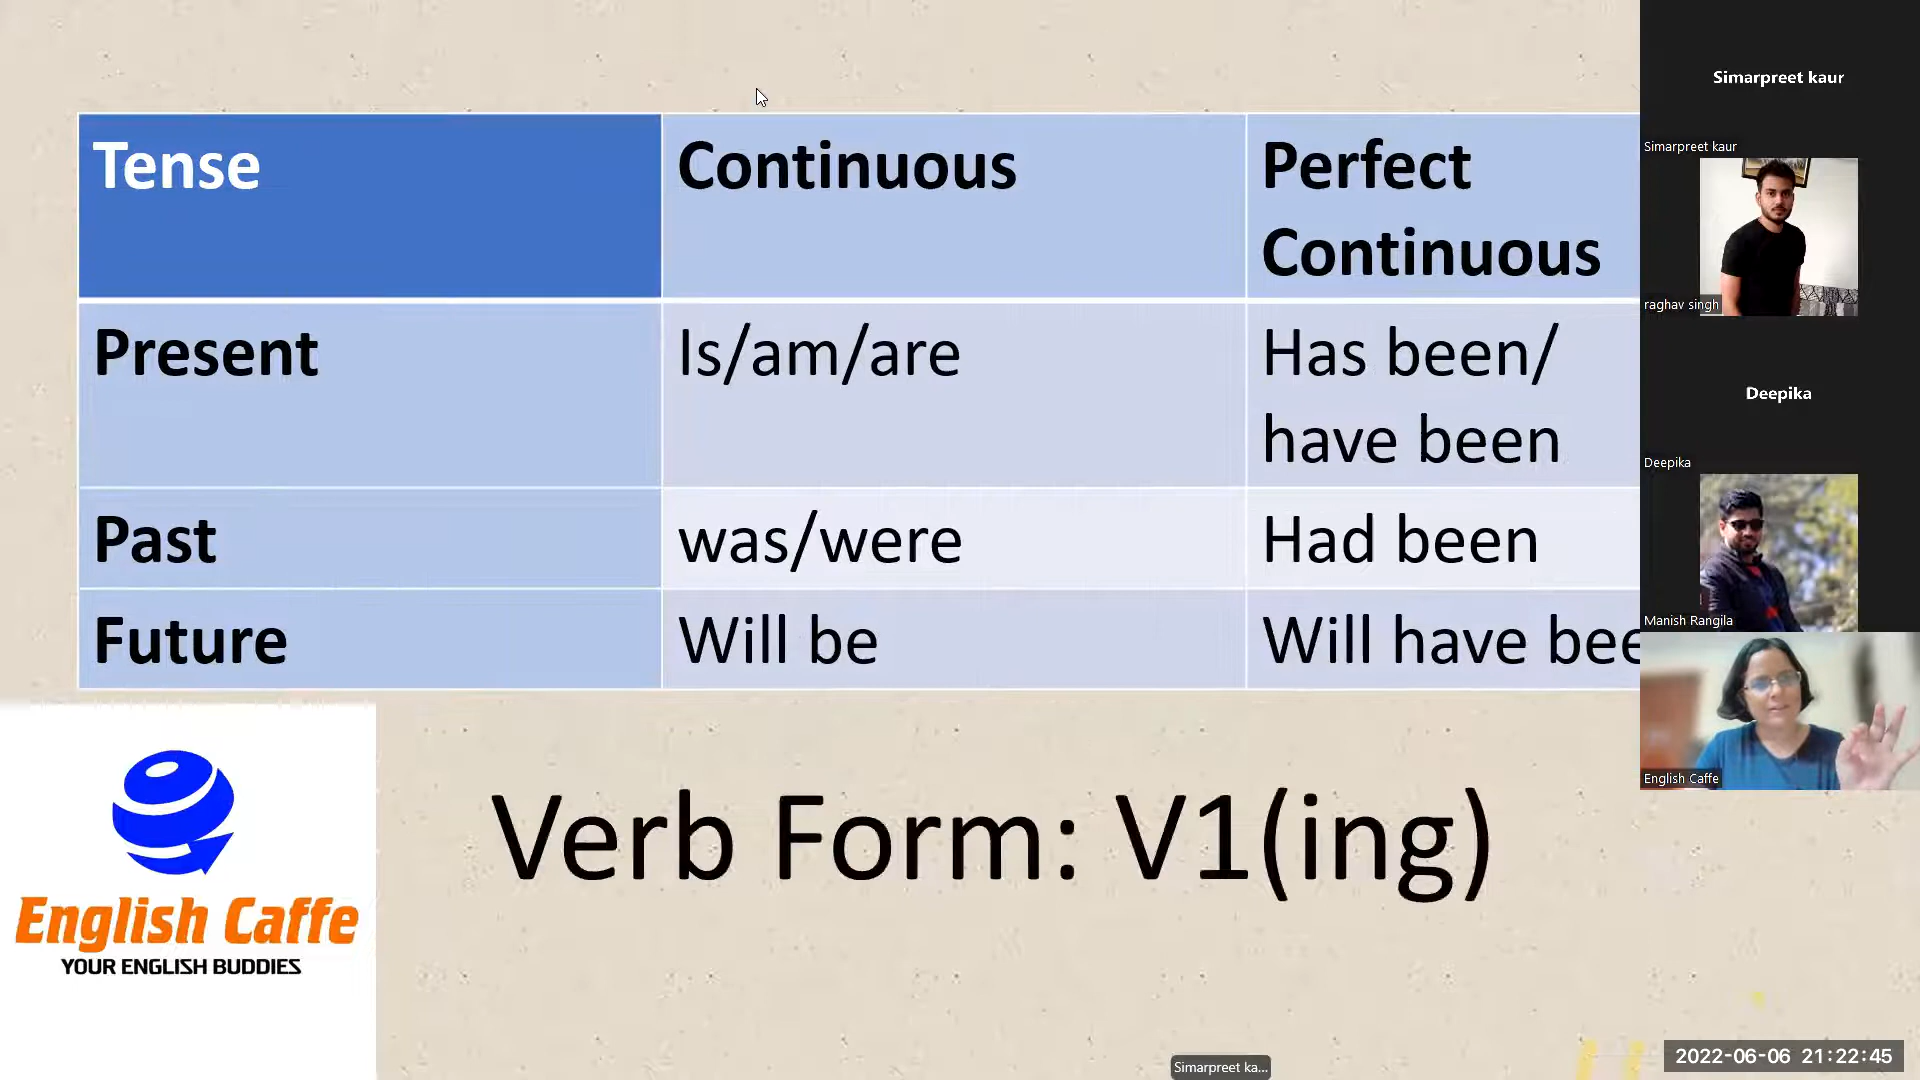 Tense Continuous Perfect
Continuous
Present Is/am/are Has been/
have been
Past was/were Had been
Future Will be Will have
Verb Form: V1(ing)
English Caffe
YOUR ENGLISH BUDDIES
Simarpreet kaur
Simarpreet kaur
raghav singh
Deepika
Deepika
Manish Rangila
English Caffe
Simarpreet ka...
2022-06-06 21:22:45